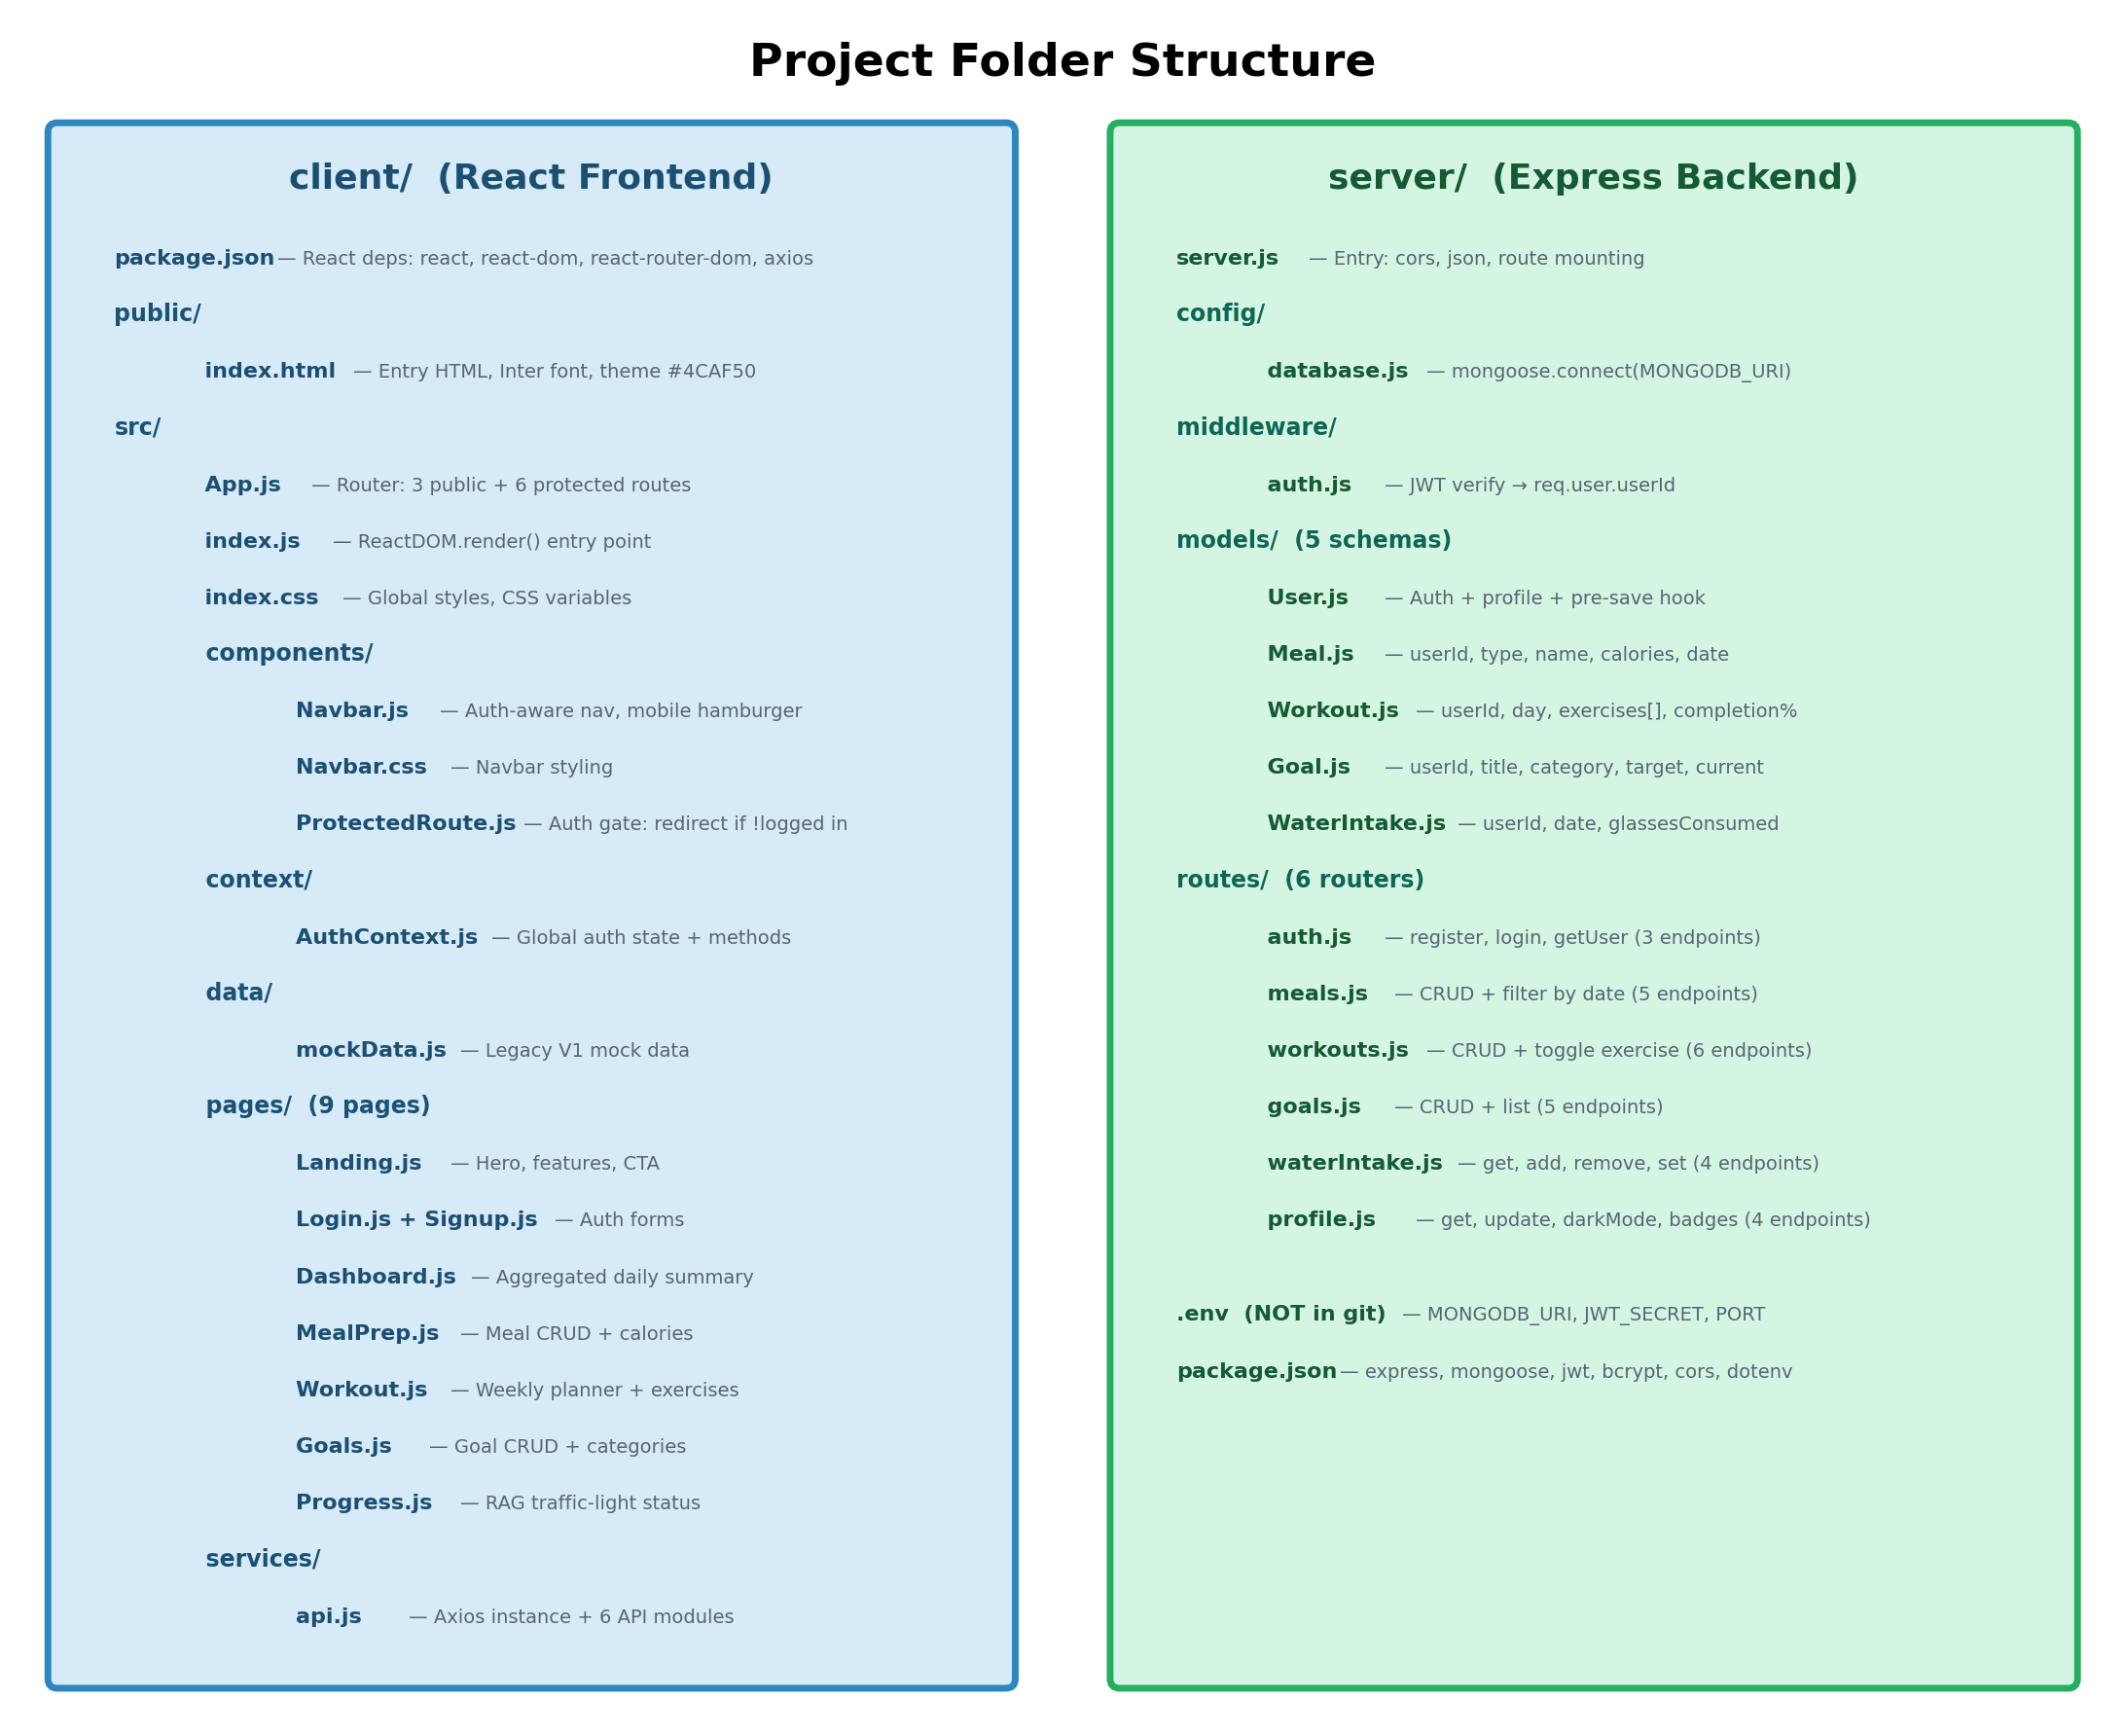 Project Folder Structure
client/  (React Frontend)
package.json — React deps: react, react-dom, react-router-dom, axios
public/
index.html — Entry HTML, Inter font, theme #4CAF50
src/
App.js — Router: 3 public + 6 protected routes
index.js — ReactDOM.render() entry point
index.css — Global styles, CSS variables
components/
Navbar.js — Auth-aware nav, mobile hamburger
Navbar.css — Navbar styling
ProtectedRoute.js — Auth gate: redirect if !logged in
context/
AuthContext.js — Global auth state + methods
data/
mockData.js — Legacy V1 mock data
pages/  (9 pages)
Landing.js — Hero, features, CTA
Login.js + Signup.js — Auth forms
Dashboard.js — Aggregated daily summary
MealPrep.js — Meal CRUD + calories
Workout.js — Weekly planner + exercises
Goals.js — Goal CRUD + categories
Progress.js — RAG traffic-light status
services/
api.js — Axios instance + 6 API modules
server/  (Express Backend)
server.js — Entry: cors, json, route mounting
config/
database.js — mongoose.connect(MONGODB_URI)
middleware/
auth.js — JWT verify → req.user.userId
models/  (5 schemas)
User.js — Auth + profile + pre-save hook
Meal.js — userId, type, name, calories, date
Workout.js — userId, day, exercises[], completion%
Goal.js — userId, title, category, target, current
WaterIntake.js — userId, date, glassesConsumed
routes/  (6 routers)
auth.js — register, login, getUser (3 endpoints)
meals.js — CRUD + filter by date (5 endpoints)
workouts.js — CRUD + toggle exercise (6 endpoints)
goals.js — CRUD + list (5 endpoints)
waterIntake.js — get, add, remove, set (4 endpoints)
profile.js — get, update, darkMode, badges (4 endpoints)
.env  (NOT in git) — MONGODB_URI, JWT_SECRET, PORT
package.json — express, mongoose, jwt, bcrypt, cors, dotenv